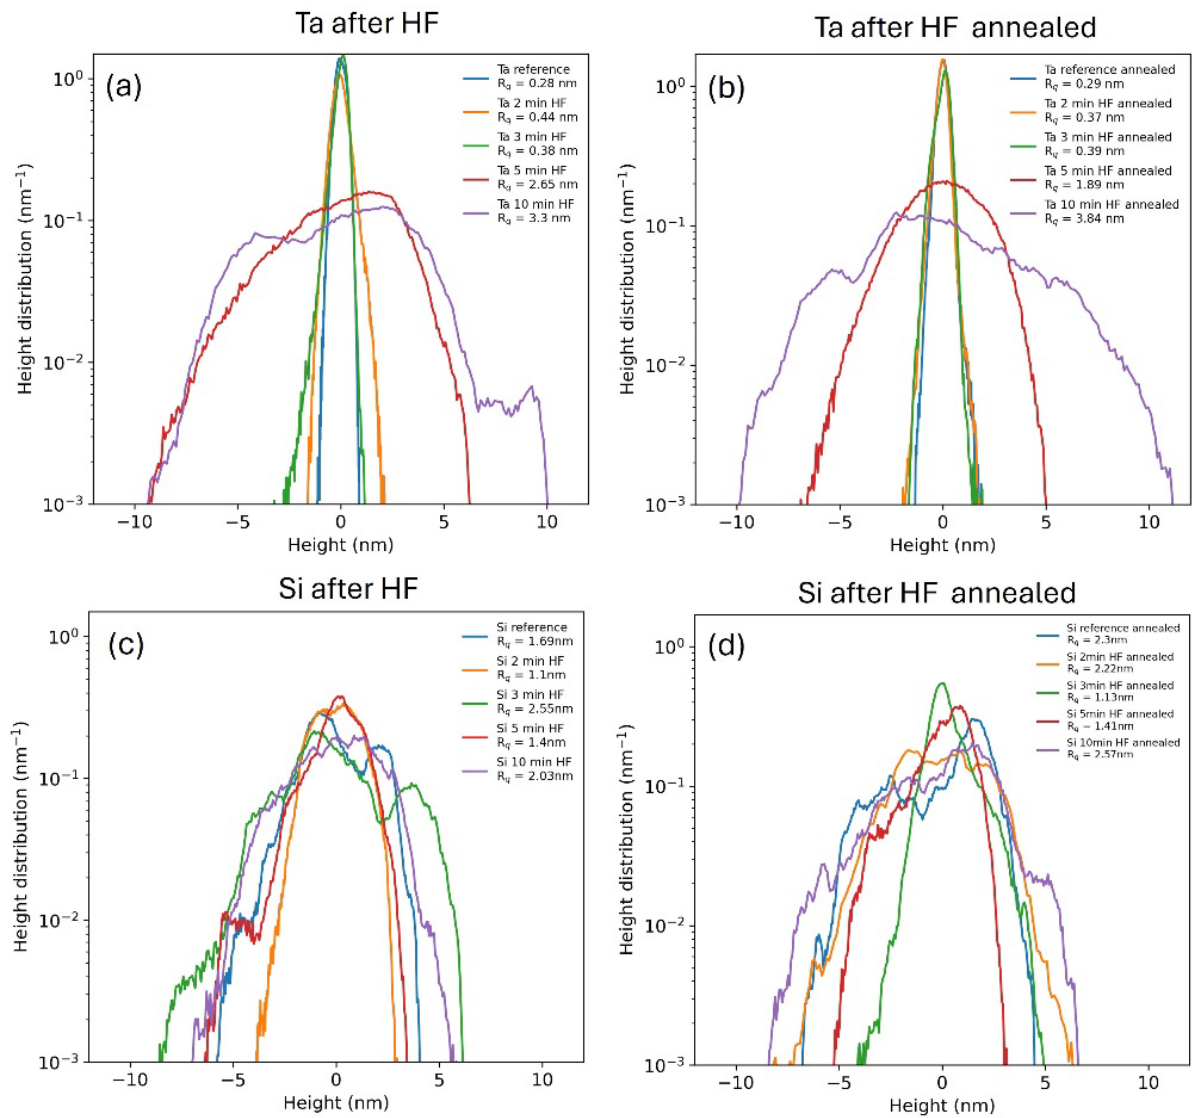 Ta after HF
(a)
Ta reference
Rq = 0.28 nm
Ta 2 min HF
Rq = 0.44 nm
Ta 3 min HF
Rq = 0.38 nm
Ta 5 min HF
Rq = 2.65 nm
Ta 10 min HF
Rq = 3.3 nm
Height distribution (nm⁻¹)
10⁰
10⁻¹
10⁻²
10⁻³
−10 −5 0 5 10
Height (nm)
Ta after HF annealed
(b)
Ta reference annealed
Rq = 0.29 nm
Ta 2 min HF annealed
Rq = 0.37 nm
Ta 3 min HF annealed
Rq = 0.39 nm
Ta 5 min HF annealed
Rq = 1.89 nm
Ta 10 min HF annealed
Rq = 3.84 nm
Height distribution (nm⁻¹)
10⁰
10⁻¹
10⁻²
10⁻³
−10 −5 0 5 10
Height (nm)
Si after HF
(c)
Si reference
Rq = 1.69nm
Si 2 min HF
Rq = 1.1nm
Si 3 min HF
Rq = 2.55nm
Si 5 min HF
Rq = 1.4nm
Si 10 min HF
Rq = 2.03nm
Height distribution (nm⁻¹)
10⁰
10⁻¹
10⁻²
10⁻³
−10 −5 0 5 10
Height (nm)
Si after HF annealed
(d)
Si reference annealed
Rq = 2.3nm
Si 2min HF annealed
Rq = 2.22nm
Si 3min HF annealed
Rq = 1.13nm
Si 5min HF annealed
Rq − 1.41nm
Si 10min HF annealed
Rq = 2.57nm
Height distribution (nm⁻¹)
10⁰
10⁻¹
10⁻²
10⁻³
−10 −5 0 5 10
Height (nm)